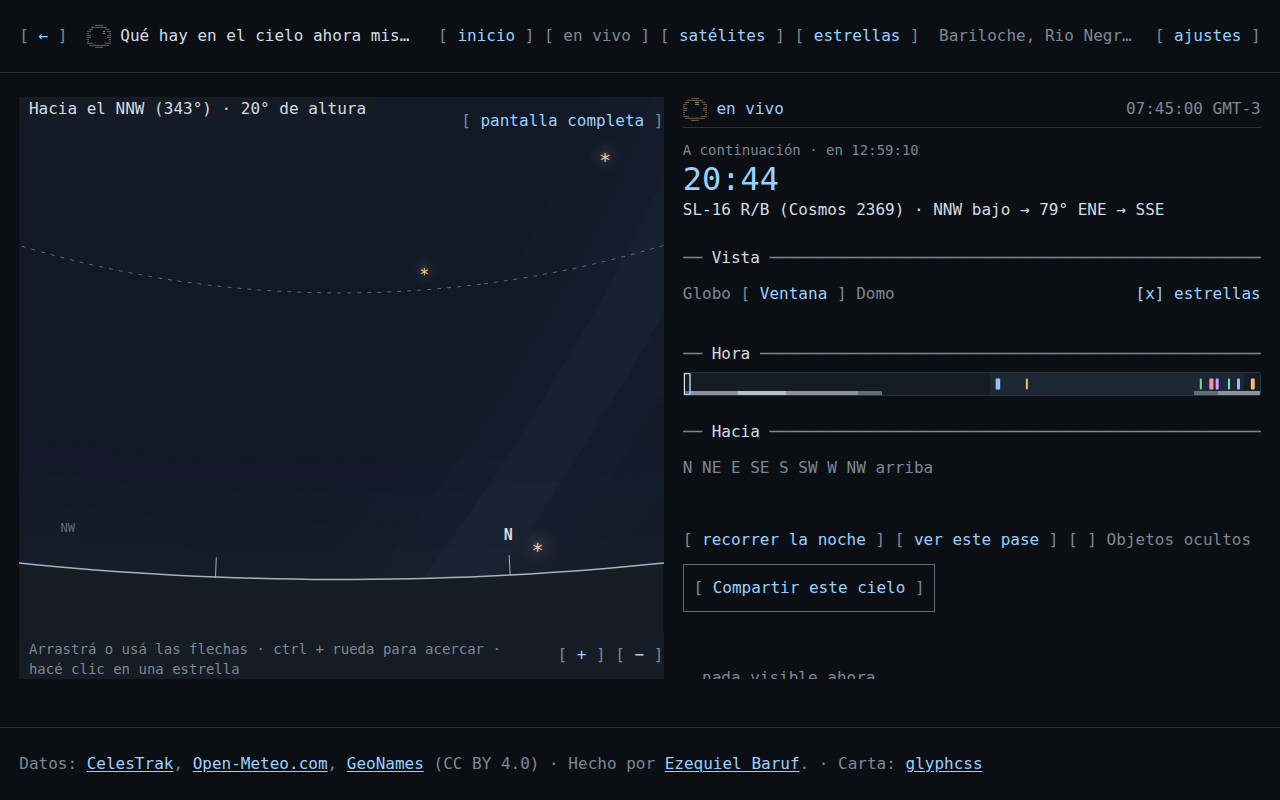 [ ← ] Qué hay en el cielo ahora mis… [ inicio ] [ en vivo ] [ satélites ] [ estrellas ] Bariloche, Rio Negr… [ ajustes ]
Hacia el NNW (343°) · 20° de altura
[ pantalla completa ]
NW
N
Arrastrá o usá las flechas · ctrl + rueda para acercar ·
hacé clic en una estrella
[ + ] [ − ]
en vivo 07:45:00 GMT-3
A continuación · en 12:59:10
20:44
SL-16 R/B (Cosmos 2369) · NNW bajo → 79° ENE → SSE
Vista
Globo [ Ventana ] Domo [x] estrellas
Hora
Hacia
N NE E SE S SW W NW arriba
[ recorrer la noche ] [ ver este pase ] [ ] Objetos ocultos
[ Compartir este cielo ]
nada visible ahora
Datos: CelesTrak, Open-Meteo.com, GeoNames (CC BY 4.0) · Hecho por Ezequiel Baruf. · Carta: glyphcss